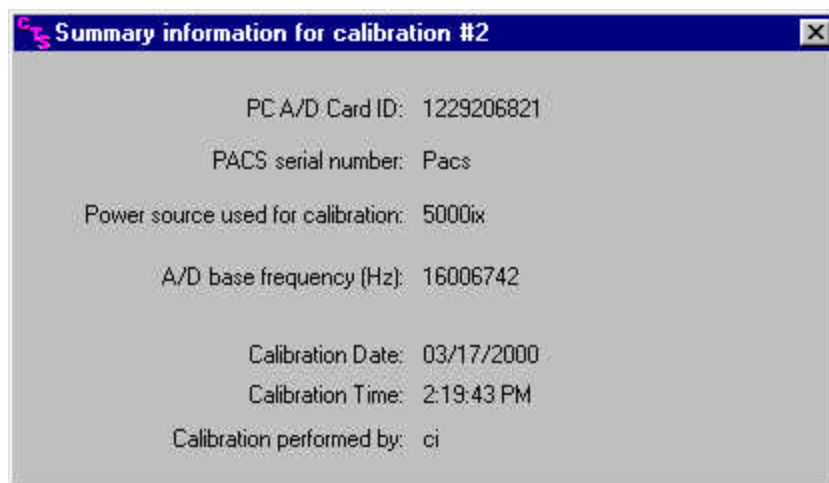 CTS Summary information for calibration #2
PC A/D Card ID: 1229206821
PACS serial number: Pacs
Power source used for calibration: 5000ix
A/D base frequency (Hz): 16006742
Calibration Date: 03/17/2000
Calibration Time: 2:19:43 PM
Calibration performed by: ci